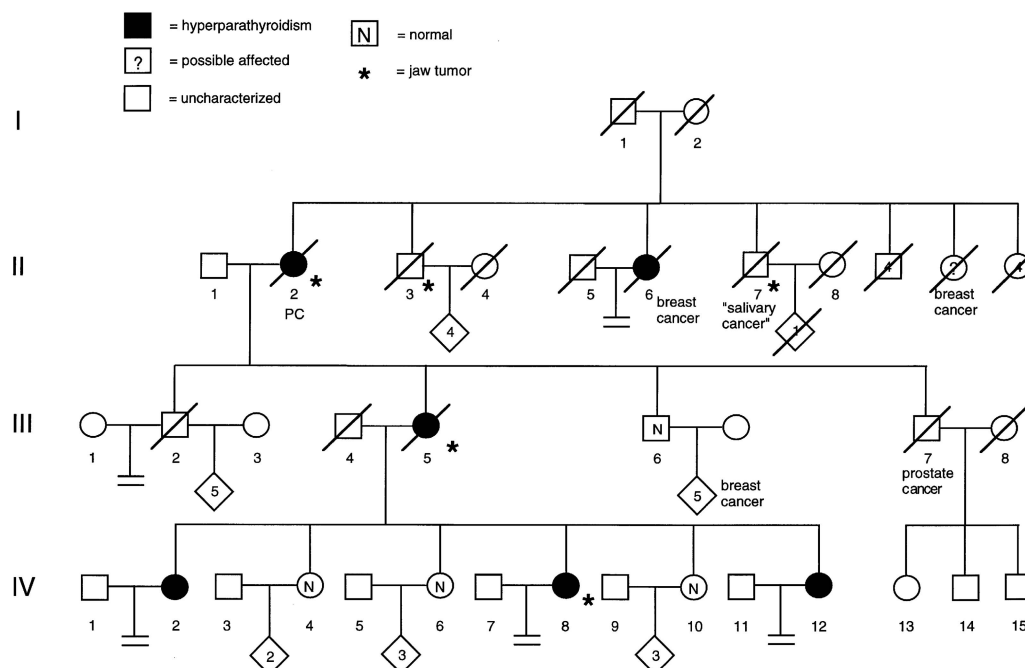 = hyperparathyroidism
N = normal
? = possible affected
* = jaw tumor
= uncharacterized
I
1 2
II
4 ? 4
1 2 * 3 * 4 5 6 7 * 8
PC breast cancer "salivary cancer" breast cancer
4 1
III
N
1 2 3 4 5 * 6 7 8
5 5 breast cancer prostate cancer
IV
N N N
1 2 3 4 5 6 7 8 * 9 10 11 12 13 14 15
2 3 3